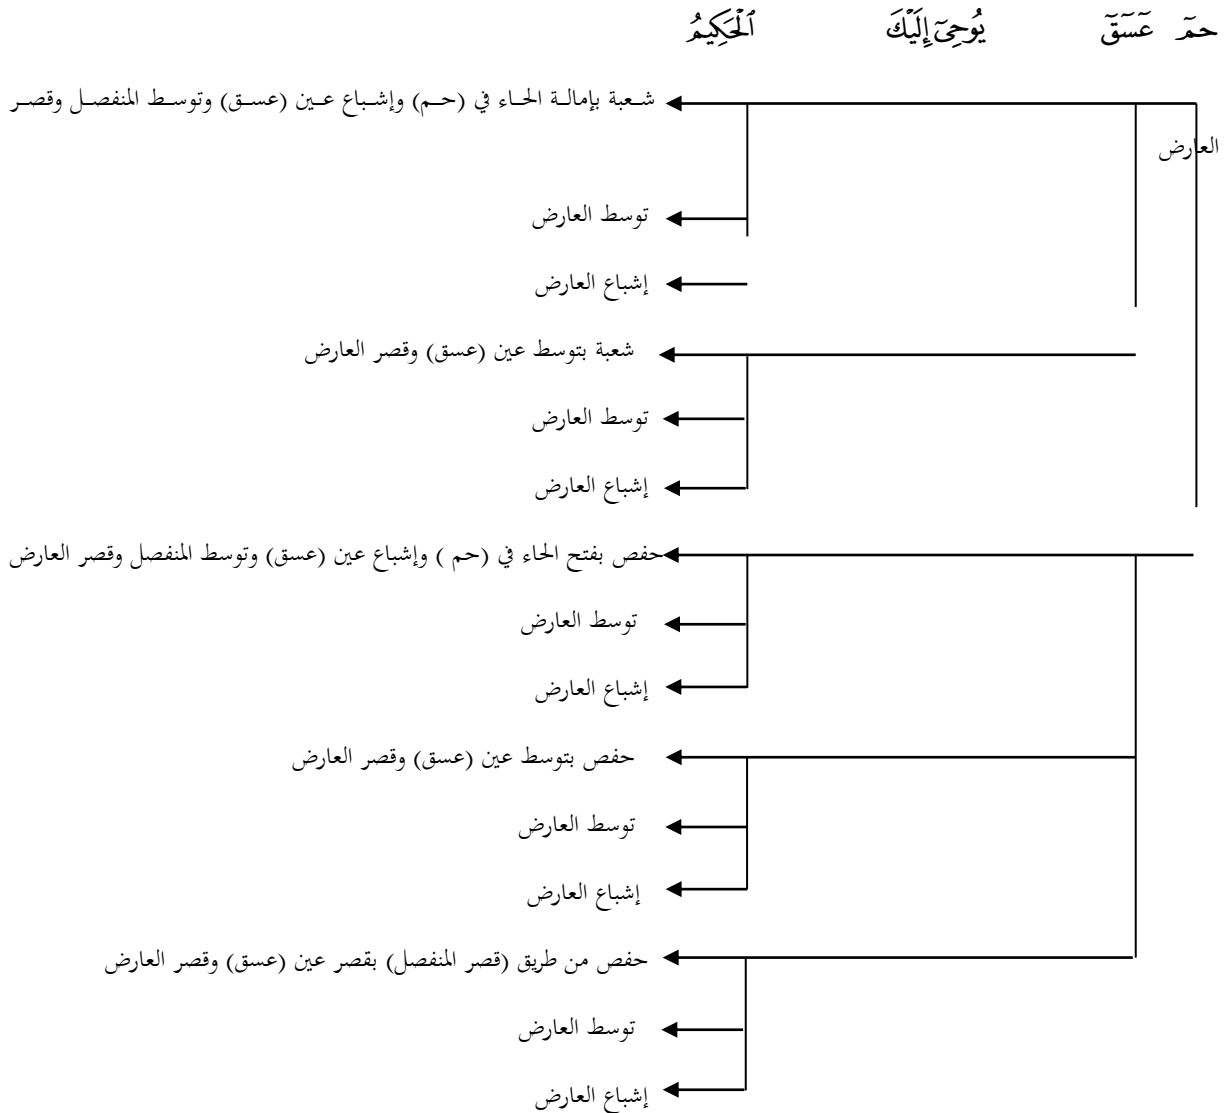 حمٓ عٓسٓقٓ يُوحِىٓ إِلَيۡكَ ٱلۡحَكِيمُ
شعبة بإمالة الحاء في (حم) وإشباع عين (عسق) وتوسط المنفصل وقصر
العارض
توسط العارض
إشباع العارض
شعبة بتوسط عين (عسق) وقصر العارض
توسط العارض
إشباع العارض
حفص بفتح الحاء في (حم ) وإشباع عين (عسق) وتوسط المنفصل وقصر العارض
توسط العارض
إشباع العارض
حفص بتوسط عين (عسق) وقصر العارض
توسط العارض
إشباع العارض
حفص من طريق (قصر المنفصل) بقصر عين (عسق) وقصر العارض
توسط العارض
إشباع العارض